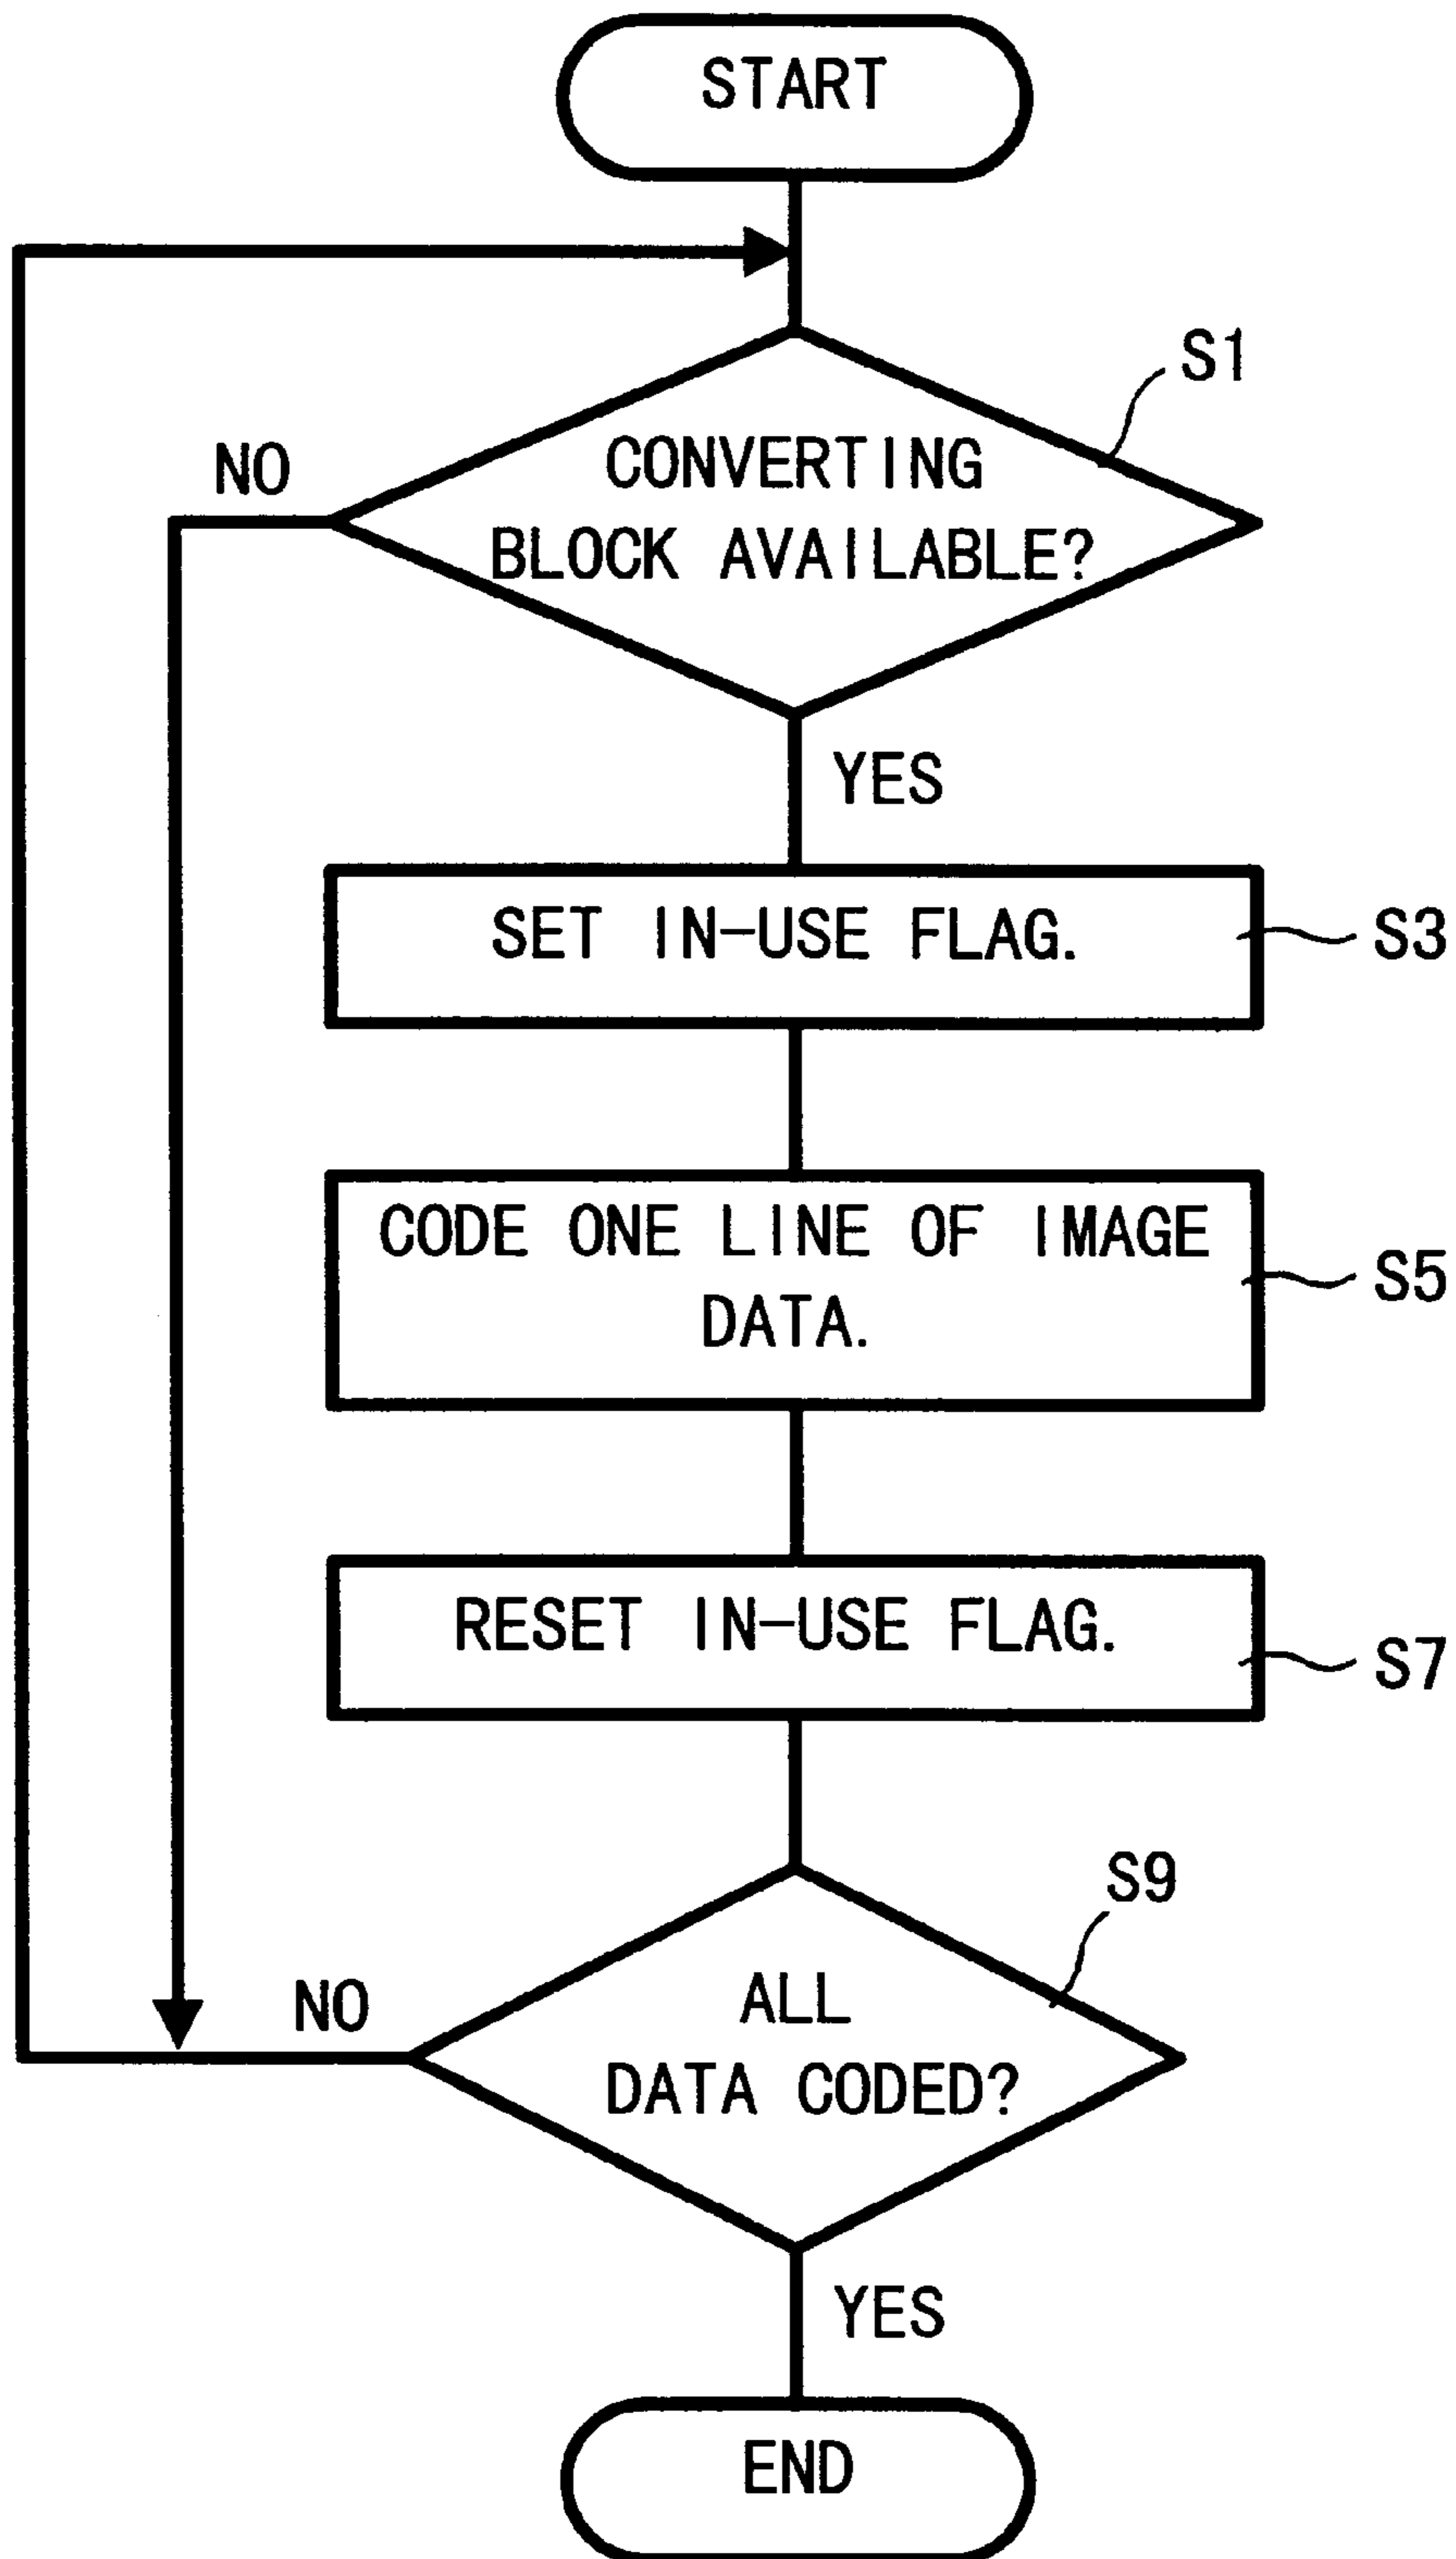 START
S1
NO
CONVERTING
BLOCK AVAILABLE?
YES
SET IN-USE FLAG.
S3
CODE ONE LINE OF IMAGE
DATA.
S5
RESET IN-USE FLAG.
S7
S9
NO
ALL
DATA CODED?
YES
END